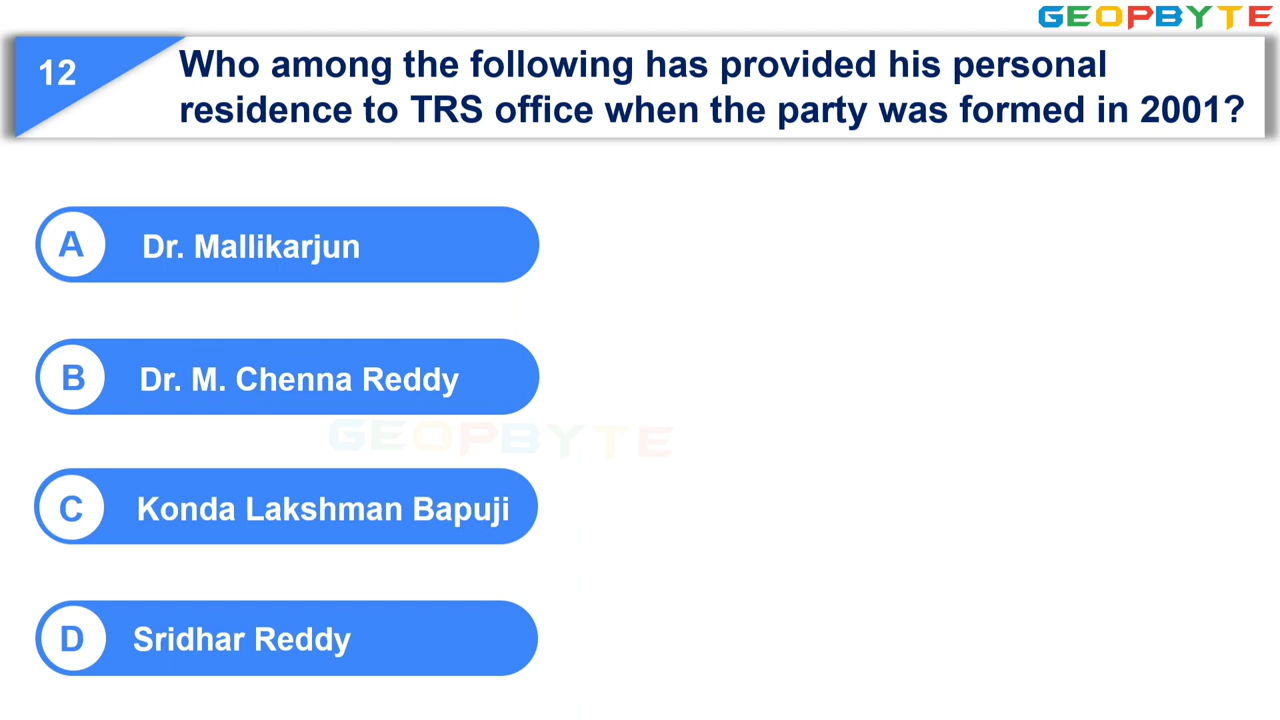 GEOPBYTE
12
Who among the following has provided his personal
residence to TRS office when the party was formed in 2001?
A Dr. Mallikarjun
B Dr. M. Chenna Reddy
GEOPBYTE
C Konda Lakshman Bapuji
D Sridhar Reddy